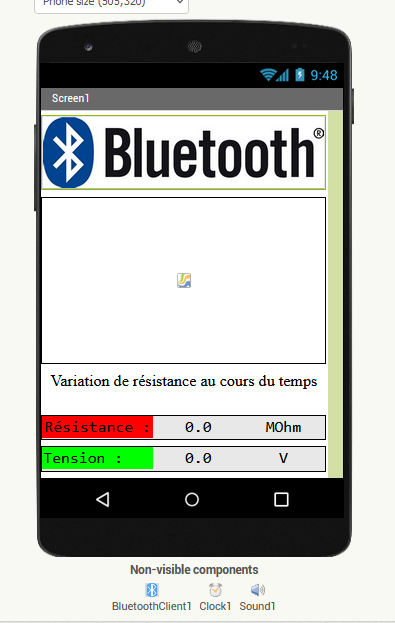 Phone size (505,320)
9:48
Screen1
Bluetooth®
Variation de résistance au cours du temps
Résistance : 0.0 MOhm
Tension : 0.0 V
Non-visible components
BluetoothClient1 Clock1 Sound1